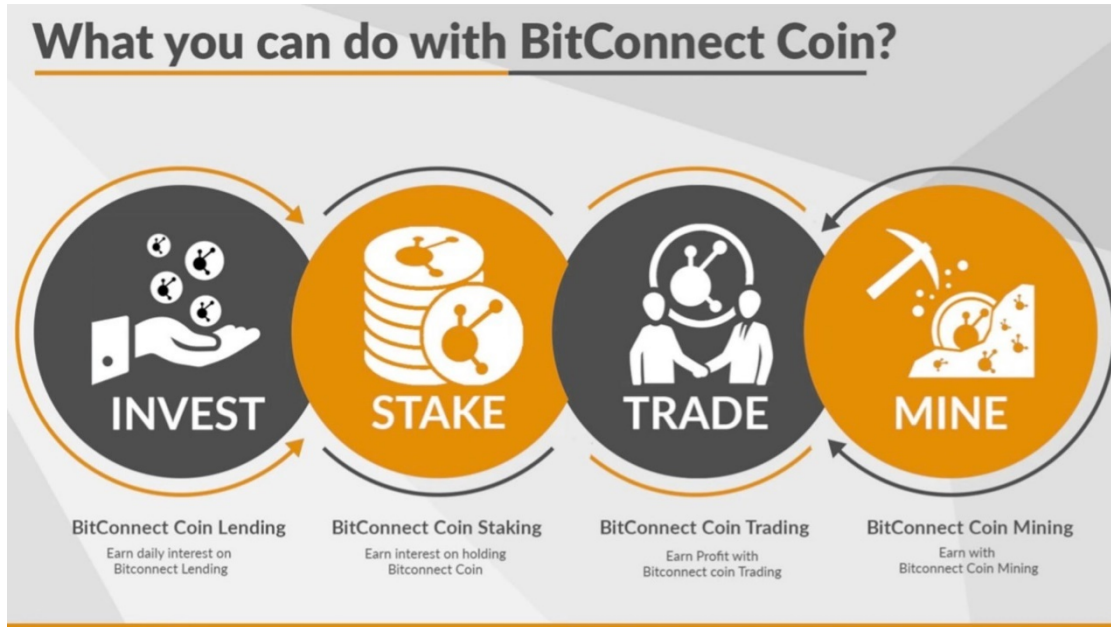 What you can do with BitConnect Coin?
INVEST
STAKE
TRADE
MINE
BitConnect Coin Lending
Earn daily interest on
Bitconnect Lending
BitConnect Coin Staking
Earn interest on holding
Bitconnect Coin
BitConnect Coin Trading
Earn Profit with
Bitconnect coin Trading
BitConnect Coin Mining
Earn with
Bitconnect Coin Mining